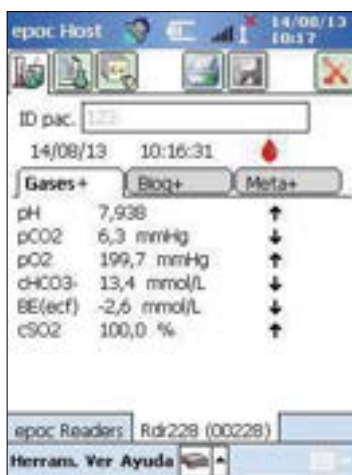 epoc Host 14/08/13 10:17
ID pac. 123
14/08/13 10:16:31
Gases+ Bioq+ Meta+
pH 7,938 ↑
pCO2 6,3 mmHg ↓
pO2 199,7 mmHg ↑
cHCO3- 13,4 mmol/L ↓
BE(ecf) -2,6 mmol/L ↓
cSO2 100,0 % ↑
epoc Readers Rdr228 (00228)
Herram. Ver Ayuda